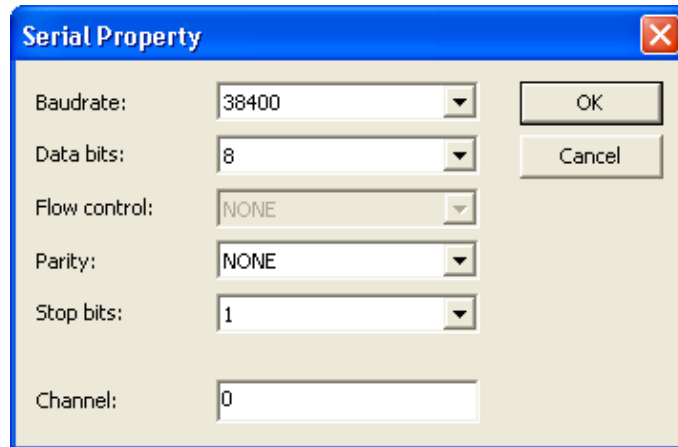 Serial Property
Baudrate: 38400 OK
Data bits: 8 Cancel
Flow control: NONE
Parity: NONE
Stop bits: 1
Channel: 0